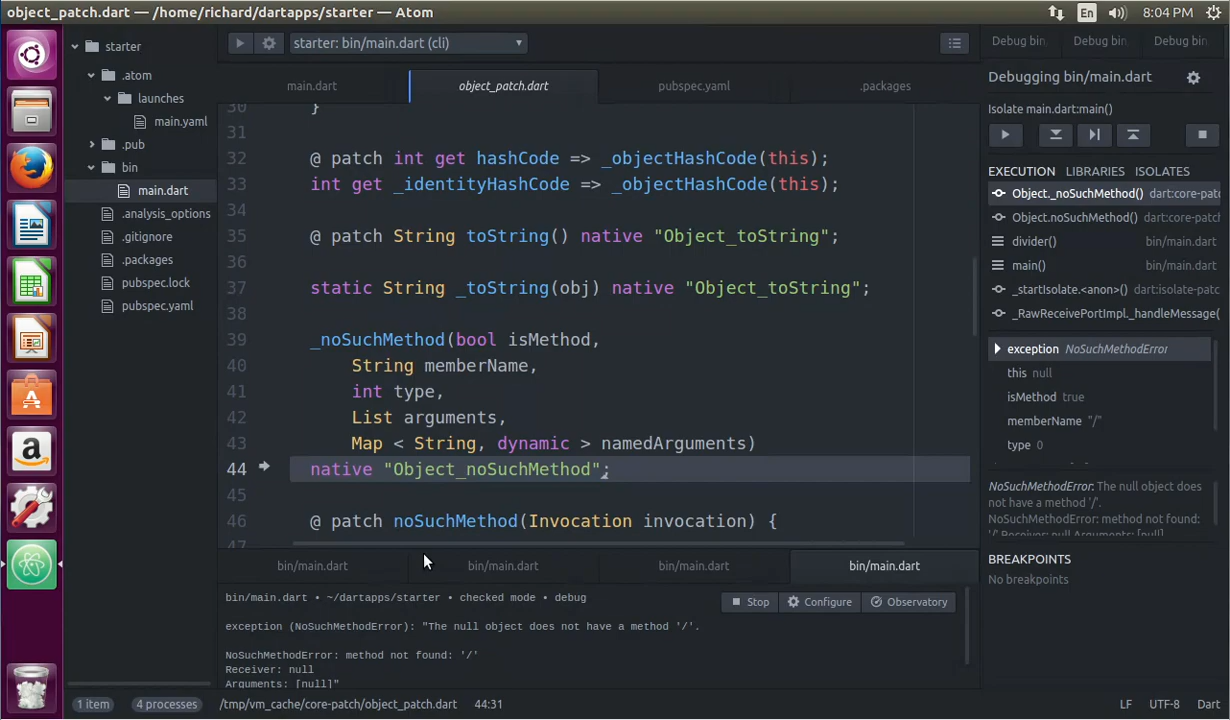 object_patch.dart — /home/richard/dartapps/starter — Atom
En
8:04 PM
starter
.atom
launches
main.yaml
.pub
bin
main.dart
.analysis_options
.gitignore
.packages
pubspec.lock
pubspec.yaml
starter: bin/main.dart (cli)
main.dart
object_patch.dart
pubspec.yaml
.packages
30 }
31
32 @ patch int get hashCode => _objectHashCode(this);
33 int get _identityHashCode => _objectHashCode(this);
34
35 @ patch String toString() native "Object_toString";
36
37 static String _toString(obj) native "Object_toString";
38
39 _noSuchMethod(bool isMethod,
40 String memberName,
41 int type,
42 List arguments,
43 Map < String, dynamic > namedArguments)
44 native "Object_noSuchMethod";
45
46 @ patch noSuchMethod(Invocation invocation) {
47
bin/main.dart
bin/main.dart
bin/main.dart
bin/main.dart
bin/main.dart • ~/dartapps/starter • checked mode • debug
Stop
Configure
Observatory
exception (NoSuchMethodError): "The null object does not have a method '/'.
NoSuchMethodError: method not found: '/'
Receiver: null
Arguments: [null]"
Debug bin,
Debug bin,
Debug bin,
Debugging bin/main.dart
Isolate main.dart:main()
EXECUTION
LIBRARIES
ISOLATES
Object._noSuchMethod() dart:core-patc
Object.noSuchMethod() dart:core-patc
divider() bin/main.dart
main() bin/main.dart
_startIsolate.<anon>() dart:isolate-patc
_RawReceivePortImpl._handleMessage(
exception NoSuchMethodError
this null
isMethod true
memberName "/"
type 0
NoSuchMethodError: The null object does
not have a method '/'.
NoSuchMethodError: method not found:
'/' Receiver: null Arguments: [null]
BREAKPOINTS
No breakpoints
1 item
4 processes
/tmp/vm_cache/core-patch/object_patch.dart
44:31
LF
UTF-8
Dart